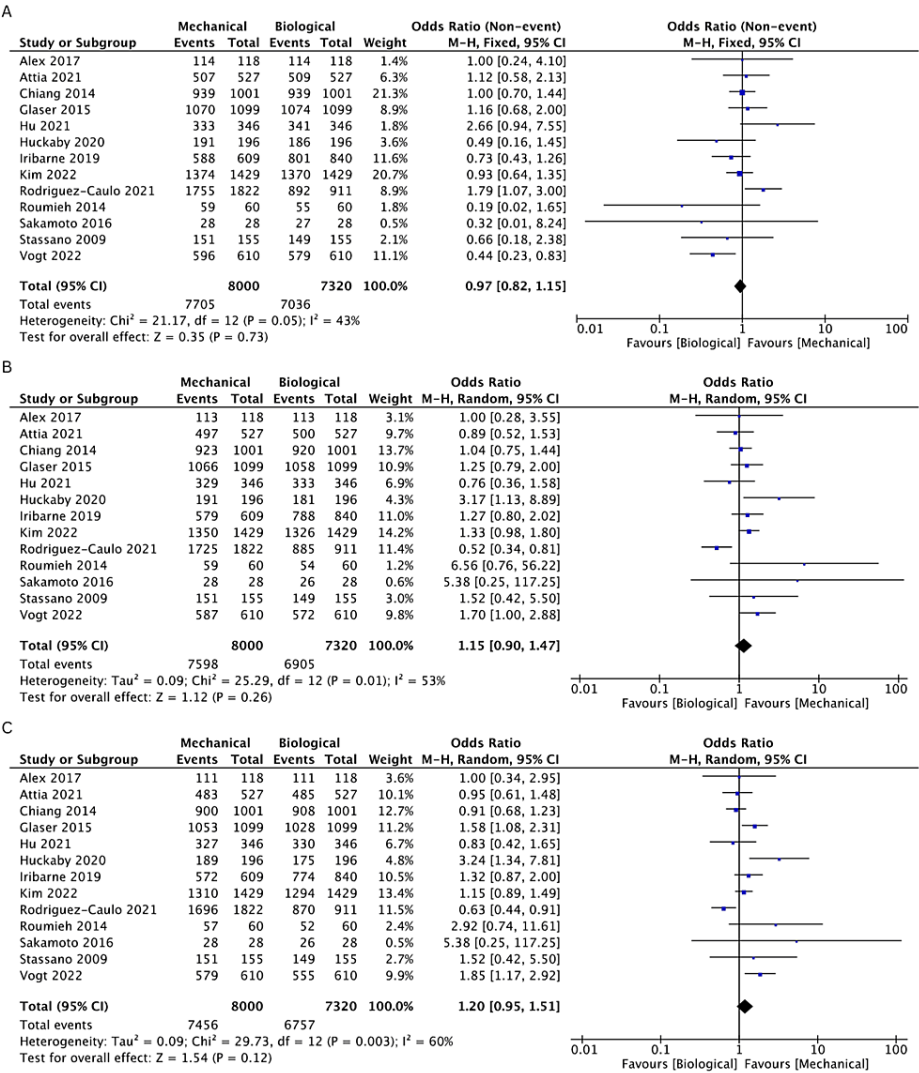 A
Mechanical Biological Odds Ratio (Non-event) Odds Ratio (Non-event)
Study or Subgroup Events Total Events Total Weight M-H, Fixed, 95% CI M-H, Fixed, 95% CI
Alex 2017 114 118 114 118 1.4% 1.00 [0.24, 4.10]
Attia 2021 507 527 509 527 6.3% 1.12 [0.58, 2.13]
Chiang 2014 939 1001 939 1001 21.3% 1.00 [0.70, 1.44]
Glaser 2015 1070 1099 1074 1099 8.9% 1.16 [0.68, 2.00]
Hu 2021 333 346 341 346 1.8% 2.66 [0.94, 7.55]
Huckaby 2020 191 196 186 196 3.6% 0.49 [0.16, 1.45]
Iribarne 2019 588 609 801 840 11.6% 0.73 [0.43, 1.26]
Kim 2022 1374 1429 1370 1429 20.7% 0.93 [0.64, 1.35]
Rodriguez-Caulo 2021 1755 1822 892 911 8.9% 1.79 [1.07, 3.00]
Roumieh 2014 59 60 55 60 1.8% 0.19 [0.02, 1.65]
Sakamoto 2016 28 28 27 28 0.5% 0.32 [0.01, 8.24]
Stassano 2009 151 155 149 155 2.1% 0.66 [0.18, 2.38]
Vogt 2022 596 610 579 610 11.1% 0.44 [0.23, 0.83]
Total (95% CI) 8000 7320 100.0% 0.97 [0.82, 1.15]
Total events 7705 7036
Heterogeneity: Chi² = 21.17, df = 12 (P = 0.05); I² = 43%
Test for overall effect: Z = 0.35 (P = 0.73)
0.01 0.1 1 10 100
Favours [Biological] Favours [Mechanical]
B
Mechanical Biological Odds Ratio Odds Ratio
Study or Subgroup Events Total Events Total Weight M-H, Random, 95% CI M-H, Random, 95% CI
Alex 2017 113 118 113 118 3.1% 1.00 [0.28, 3.55]
Attia 2021 497 527 500 527 9.7% 0.89 [0.52, 1.53]
Chiang 2014 923 1001 920 1001 13.7% 1.04 [0.75, 1.44]
Glaser 2015 1066 1099 1058 1099 10.9% 1.25 [0.79, 2.00]
Hu 2021 329 346 333 346 6.9% 0.76 [0.36, 1.58]
Huckaby 2020 191 196 181 196 4.3% 3.17 [1.13, 8.89]
Iribarne 2019 579 609 788 840 11.0% 1.27 [0.80, 2.02]
Kim 2022 1350 1429 1326 1429 14.2% 1.33 [0.98, 1.80]
Rodriguez-Caulo 2021 1725 1822 885 911 11.4% 0.52 [0.34, 0.81]
Roumieh 2014 59 60 54 60 1.2% 6.56 [0.76, 56.22]
Sakamoto 2016 28 28 26 28 0.6% 5.38 [0.25, 117.25]
Stassano 2009 151 155 149 155 3.0% 1.52 [0.42, 5.50]
Vogt 2022 587 610 572 610 9.8% 1.70 [1.00, 2.88]
Total (95% CI) 8000 7320 100.0% 1.15 [0.90, 1.47]
Total events 7598 6905
Heterogeneity: Tau² = 0.09; Chi² = 25.29, df = 12 (P = 0.01); I² = 53%
Test for overall effect: Z = 1.12 (P = 0.26)
0.01 0.1 1 10 100
Favours [Biological] Favours [Mechanical]
C
Mechanical Biological Odds Ratio Odds Ratio
Study or Subgroup Events Total Events Total Weight M-H, Random, 95% CI M-H, Random, 95% CI
Alex 2017 111 118 111 118 3.6% 1.00 [0.34, 2.95]
Attia 2021 483 527 485 527 10.1% 0.95 [0.61, 1.48]
Chiang 2014 900 1001 908 1001 12.7% 0.91 [0.68, 1.23]
Glaser 2015 1053 1099 1028 1099 11.2% 1.58 [1.08, 2.31]
Hu 2021 327 346 330 346 6.7% 0.83 [0.42, 1.65]
Huckaby 2020 189 196 175 196 4.8% 3.24 [1.34, 7.81]
Iribarne 2019 572 609 774 840 10.5% 1.32 [0.87, 2.00]
Kim 2022 1310 1429 1294 1429 13.4% 1.15 [0.89, 1.49]
Rodriguez-Caulo 2021 1696 1822 870 911 11.5% 0.63 [0.44, 0.91]
Roumieh 2014 57 60 52 60 2.4% 2.92 [0.74, 11.61]
Sakamoto 2016 28 28 26 28 0.5% 5.38 [0.25, 117.25]
Stassano 2009 151 155 149 155 2.7% 1.52 [0.42, 5.50]
Vogt 2022 579 610 555 610 9.9% 1.85 [1.17, 2.92]
Total (95% CI) 8000 7320 100.0% 1.20 [0.95, 1.51]
Total events 7456 6757
Heterogeneity: Tau² = 0.09; Chi² = 29.73, df = 12 (P = 0.003); I² = 60%
Test for overall effect: Z = 1.54 (P = 0.12)
0.01 0.1 1 10 100
Favours [Biological] Favours [Mechanical]